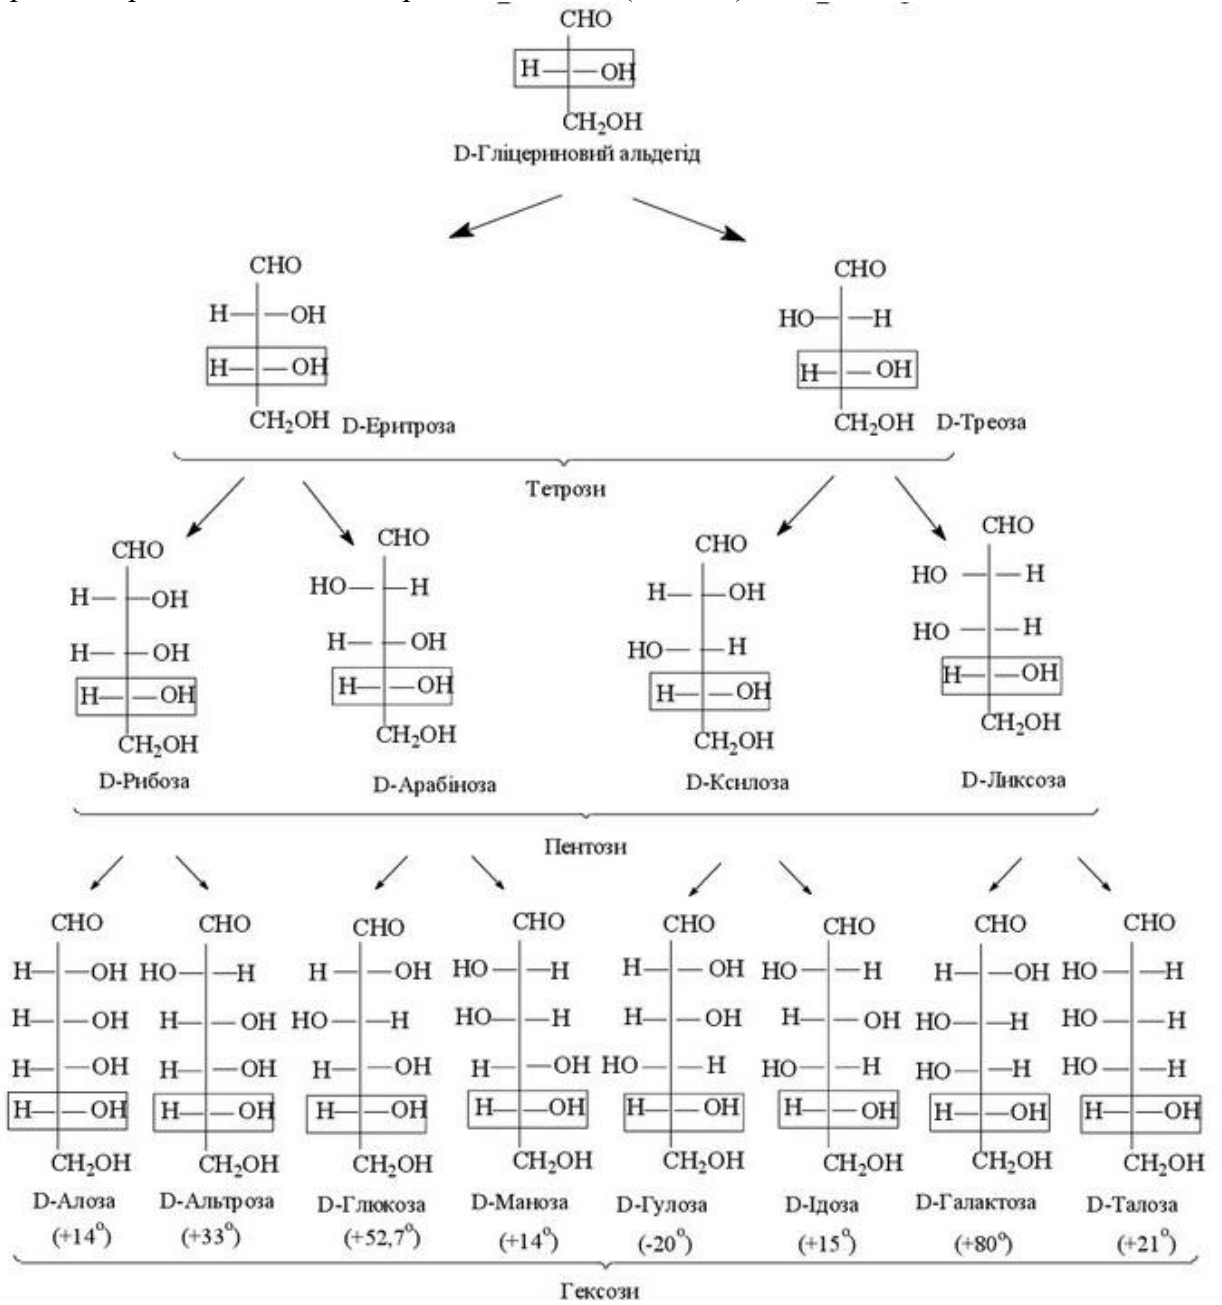 CHO
H OH
CH2OH
D-Гліцериновий альдегід
CHO CHO
H OH HO H
H OH H OH
CH2OH D-Еритроза CH2OH D-Треоза
Тетрози
CHO CHO CHO CHO
H OH HO H H OH HO H
H OH H OH HO H HO H
H OH H OH H OH H OH
CH2OH CH2OH CH2OH CH2OH
D-Рибоза D-Арабіноза D-Ксилоза D-Ликсоза
Пентози
CHO CHO CHO CHO CHO CHO CHO CHO
H OH HO H H OH HO H H OH HO H H OH HO H
H OH H OH HO H HO H H OH H OH HO H HO H
H OH H OH H OH H OH HO H HO H HO H HO H
H OH H OH H OH H OH H OH H OH H OH H OH
CH2OH CH2OH CH2OH CH2OH CH2OH CH2OH CH2OH CH2OH
D-Алоза D-Альтроза D-Глюкоза D-Маноза D-Гулоза D-Ідоза D-Галактоза D-Талоза
(+14°) (+33°) (+52,7°) (+14°) (-20°) (+15°) (+80°) (+21°)
Гексози